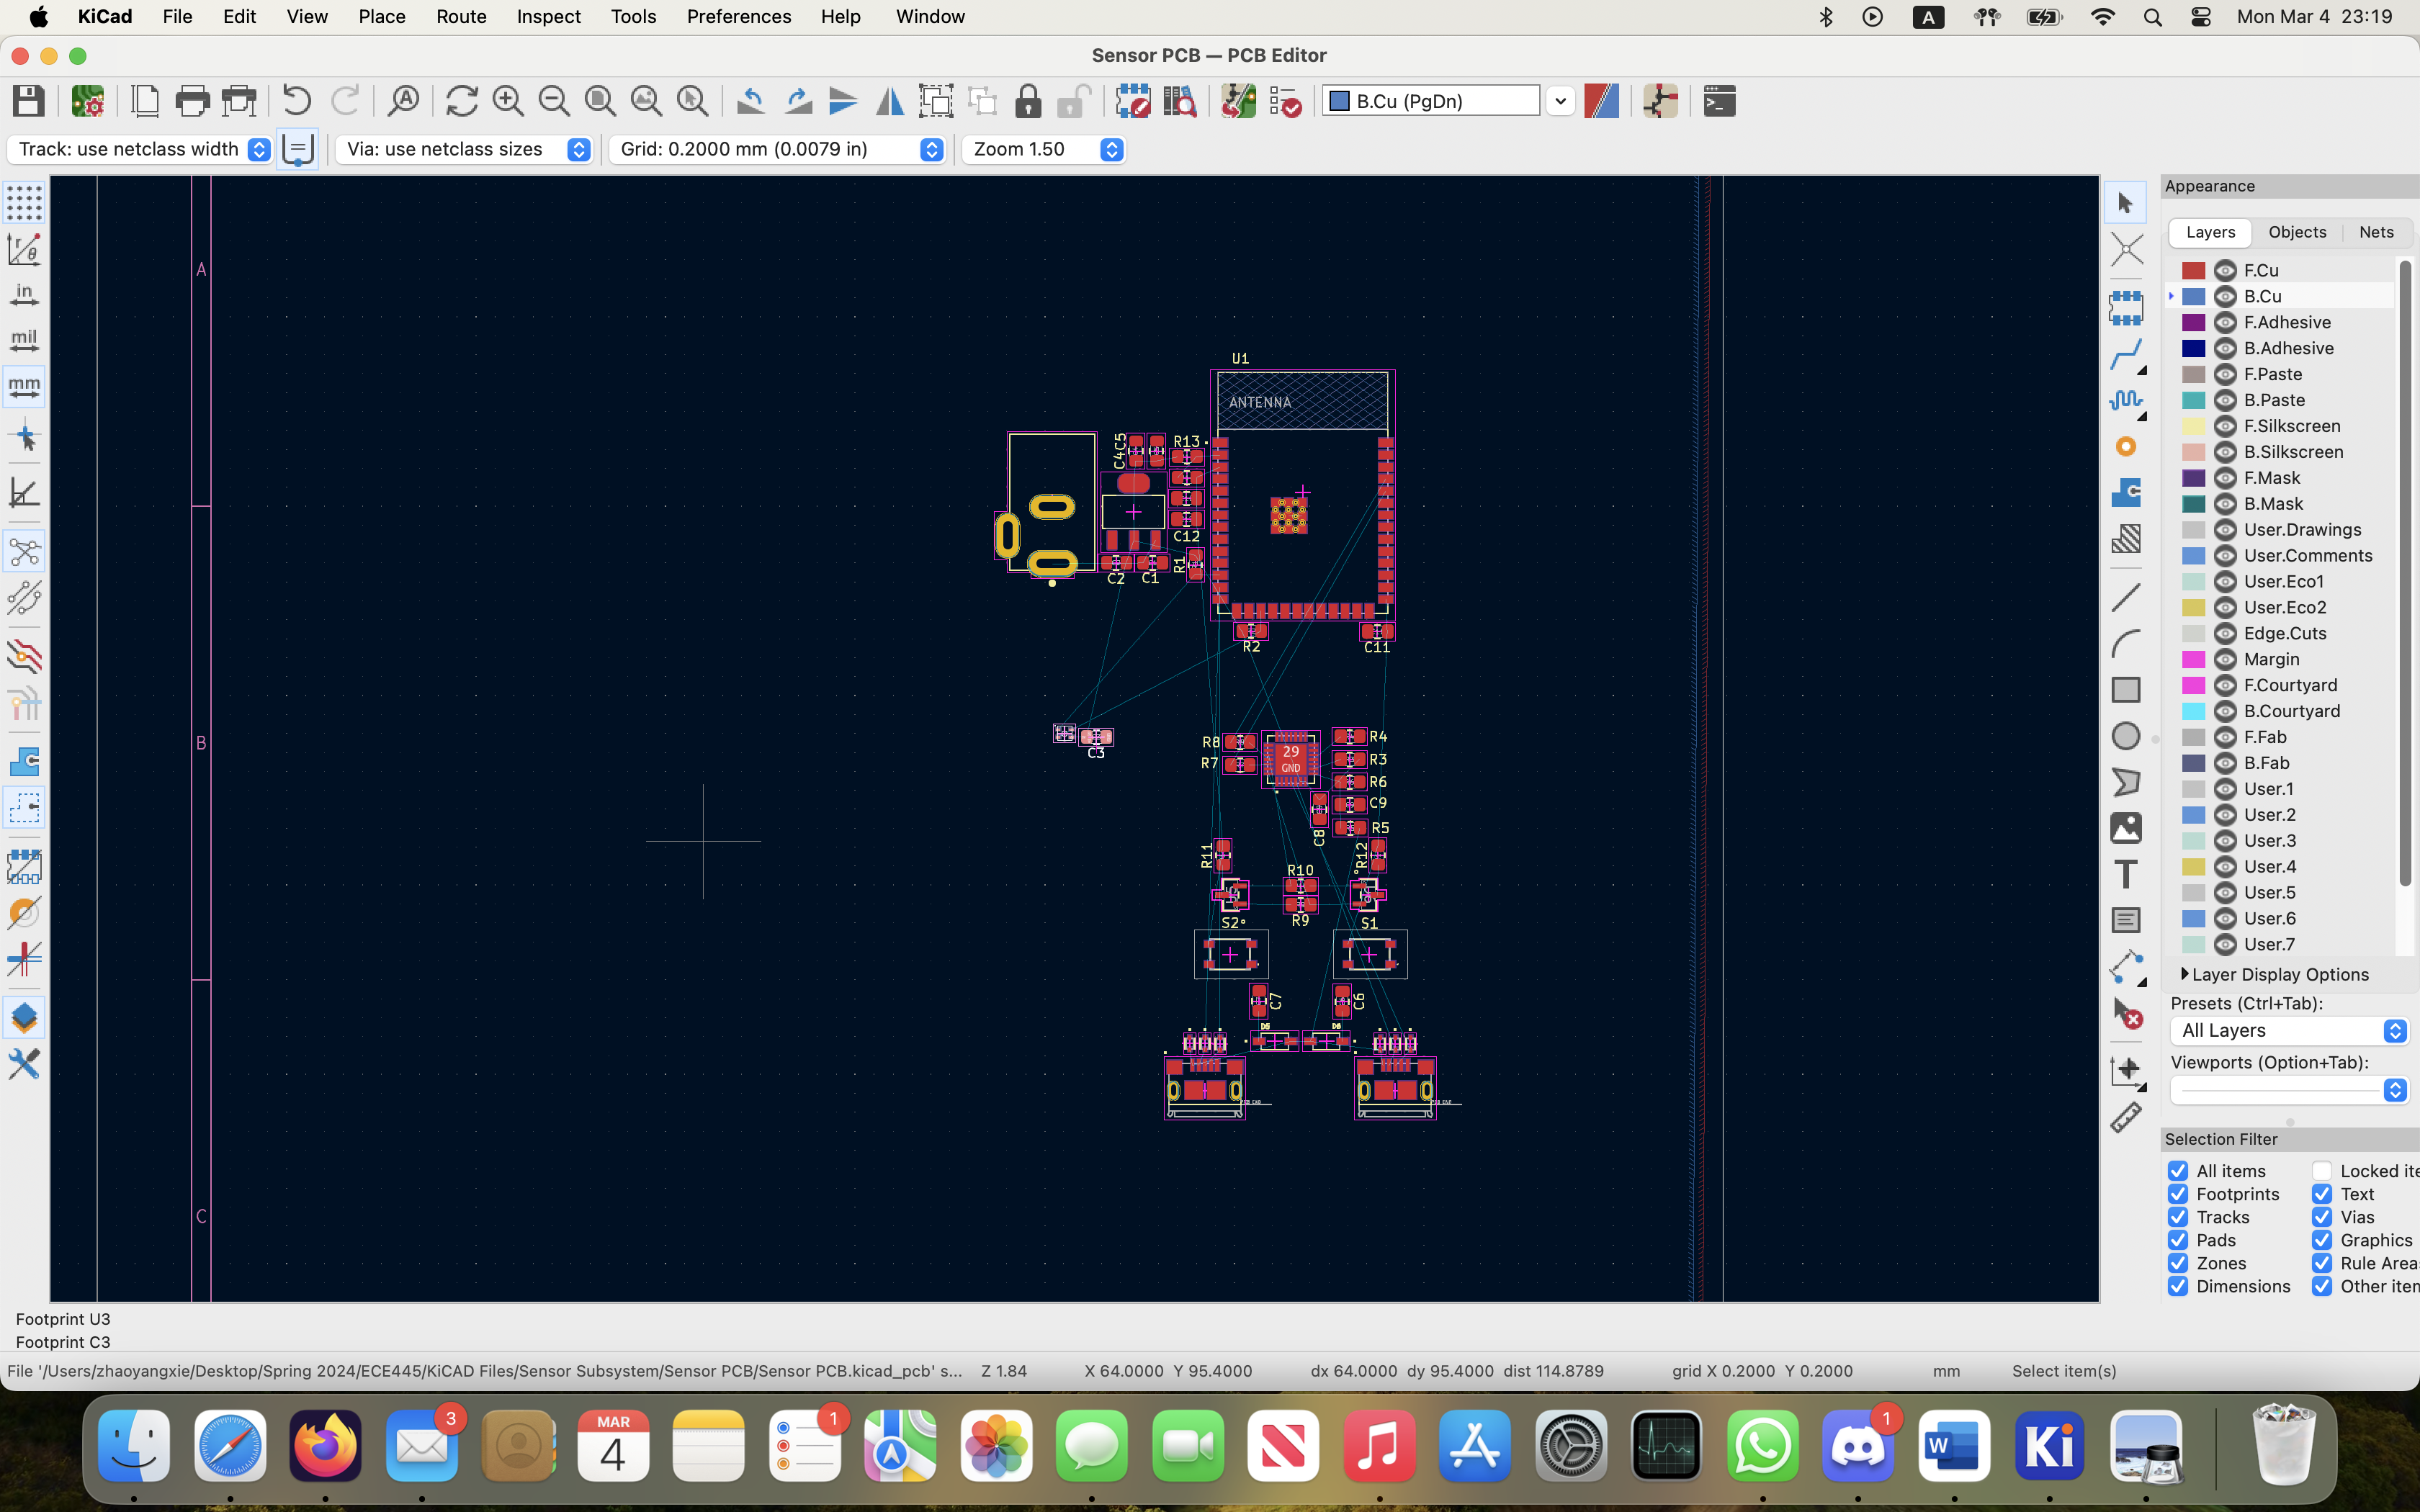 KiCad File Edit View Place Route Inspect Tools Preferences Help Window A Mon Mar 4 23:19
Sensor PCB — PCB Editor
B.Cu (PgDn)
Track: use netclass width Via: use netclass sizes Grid: 0.2000 mm (0.0079 in) Zoom 1.50
in
mil
mm
A
B
C
U1
ANTENNA
C4 C5 R13
C12
C2 C1 R1
R2 C11
C3
R8 29 R4
R7 GND R3
R6
C9
C8 R5
R11 R12
R10
R9
S2 S1
C7 C6
D5 D6
Appearance
Layers Objects Nets
F.Cu
B.Cu
F.Adhesive
B.Adhesive
F.Paste
B.Paste
F.Silkscreen
B.Silkscreen
F.Mask
B.Mask
User.Drawings
User.Comments
User.Eco1
User.Eco2
Edge.Cuts
Margin
F.Courtyard
B.Courtyard
F.Fab
B.Fab
User.1
User.2
User.3
User.4
User.5
User.6
User.7
Layer Display Options
Presets (Ctrl+Tab):
All Layers
Viewports (Option+Tab):
Selection Filter
All items Locked ite
Footprints Text
Tracks Vias
Pads Graphics
Zones Rule Area
Dimensions Other iten
Footprint U3
Footprint C3
File '/Users/zhaoyangxie/Desktop/Spring 2024/ECE445/KiCAD Files/Sensor Subsystem/Sensor PCB/Sensor PCB.kicad_pcb' s... Z 1.84 X 64.0000 Y 95.4000 dx 64.0000 dy 95.4000 dist 114.8789 grid X 0.2000 Y 0.2000 mm Select item(s)
3
MAR
4
1
1
W
Ki